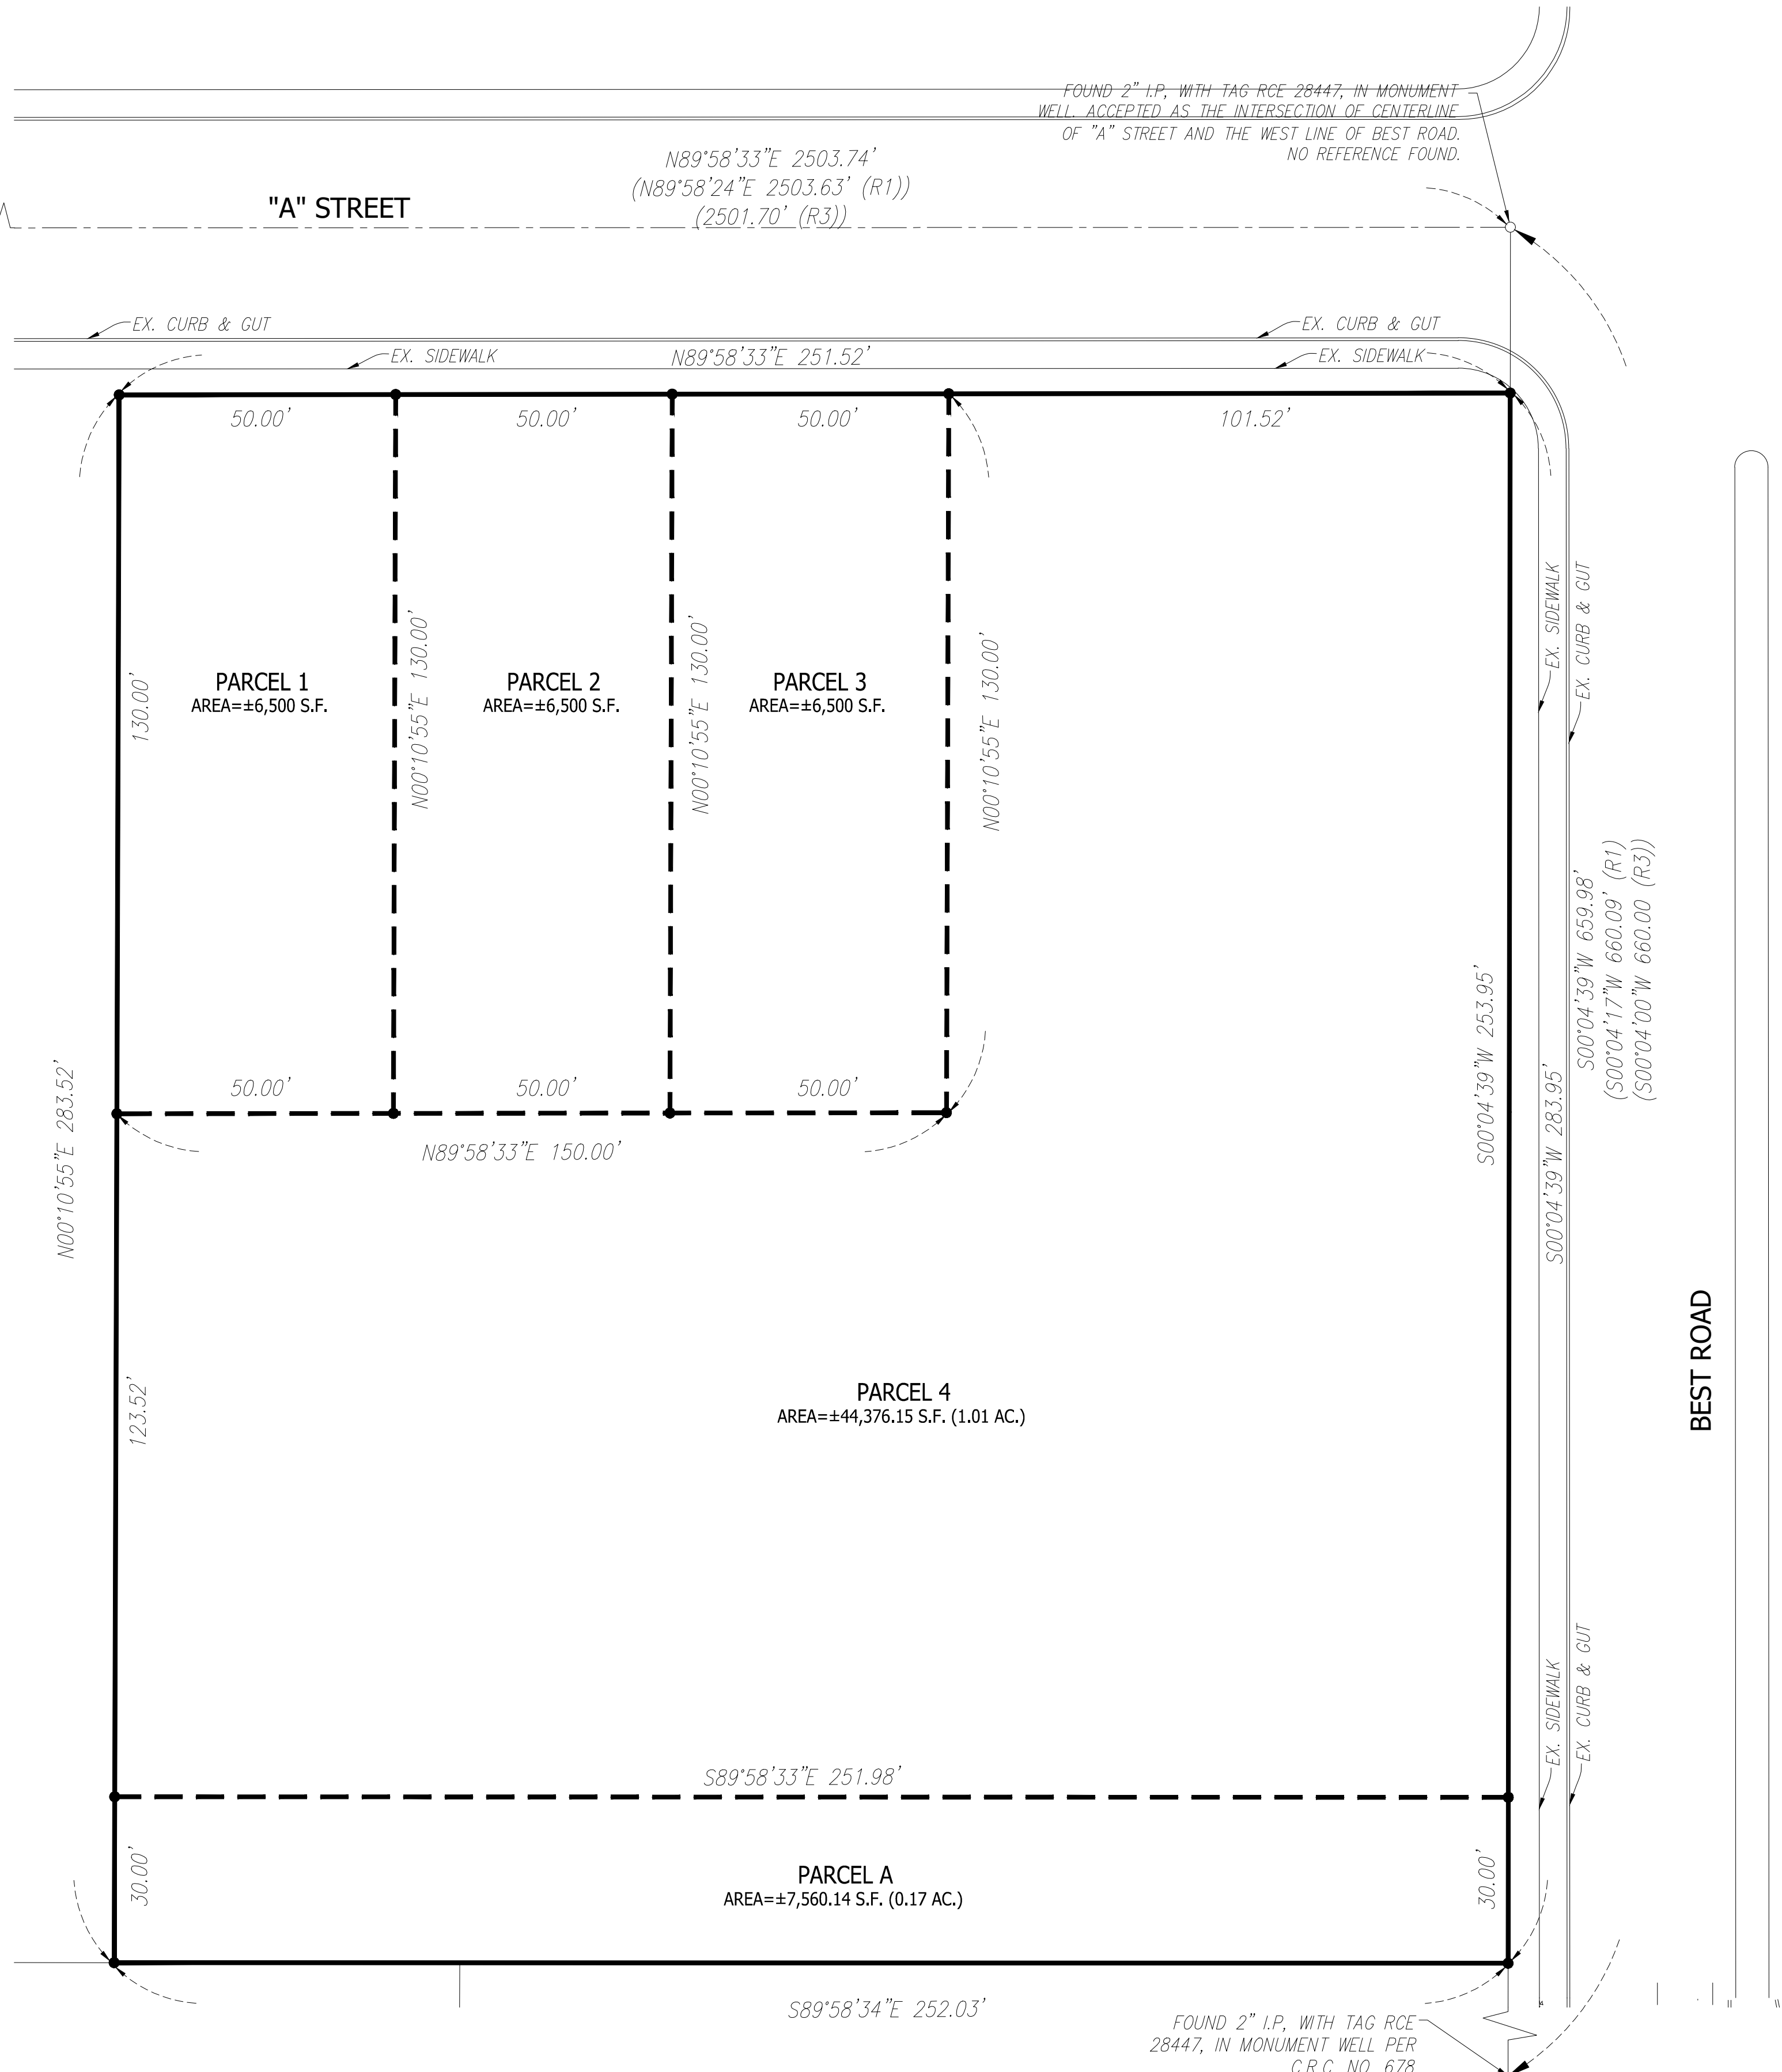 FOUND 2" I.P, WITH TAG RCE 28447, IN MONUMENT
WELL. ACCEPTED AS THE INTERSECTION OF CENTERLINE
OF "A" STREET AND THE WEST LINE OF BEST ROAD.
NO REFERENCE FOUND.
N89°58'33"E 2503.74'
(N89°58'24"E 2503.63' (R1))
(2501.70' (R3))
"A" STREET
EX. CURB & GUT
EX. CURB & GUT
EX. SIDEWALK
N89°58'33"E 251.52'
EX. SIDEWALK
50.00'
50.00'
50.00'
101.52'
PARCEL 1
AREA=±6,500 S.F.
PARCEL 2
AREA=±6,500 S.F.
PARCEL 3
AREA=±6,500 S.F.
130.00'
N00°10'55"E 130.00'
N00°10'55"E 130.00'
N00°10'55"E 130.00'
EX. SIDEWALK
EX. CURB & GUT
50.00'
50.00'
50.00'
N89°58'33"E 150.00'
N00°10'55"E 283.52'
S00°04'39"W 253.95'
S00°04'39"W 283.95'
S00°04'39"W 659.98'
(S00°04'17"W 660.09' (R1)
(S00°04'00"W 660.00 (R3))
BEST ROAD
123.52'
PARCEL 4
AREA=±44,376.15 S.F. (1.01 AC.)
EX. SIDEWALK
EX. CURB & GUT
S89°58'33"E 251.98'
30.00'
PARCEL A
AREA=±7,560.14 S.F. (0.17 AC.)
30.00'
S89°58'34"E 252.03'
FOUND 2" I.P, WITH TAG RCE
28447, IN MONUMENT WELL PER
C.R.C. NO. 678